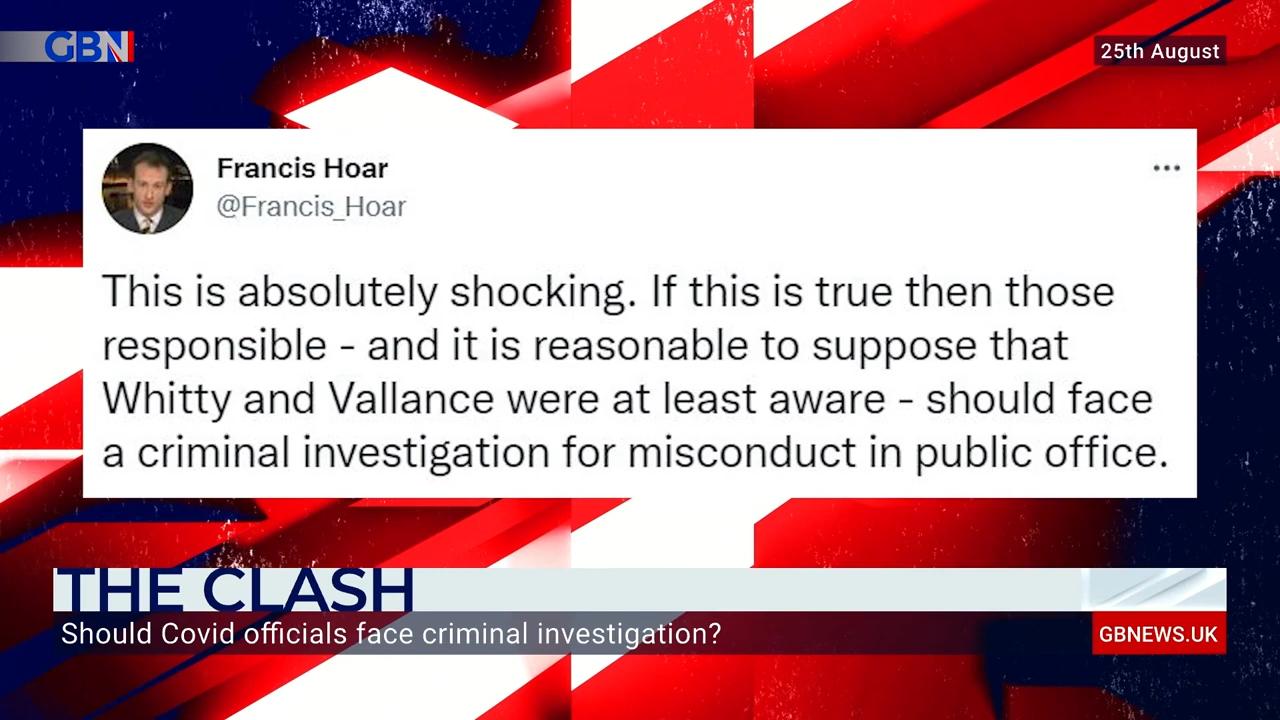 GBN
25th August
Francis Hoar
@Francis_Hoar
This is absolutely shocking. If this is true then those
responsible - and it is reasonable to suppose that
Whitty and Vallance were at least aware - should face
a criminal investigation for misconduct in public office.
THE CLASH
Should Covid officials face criminal investigation?
GBNEWS.UK